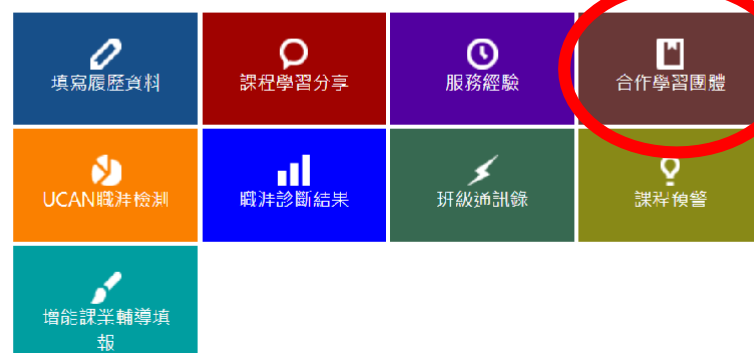 填寫履歷資料
課程學習分享
服務經驗
合作學習團體
UCAN職涯檢測
職涯診斷結果
班級通訊錄
課程預警
增能課業輔導填
報